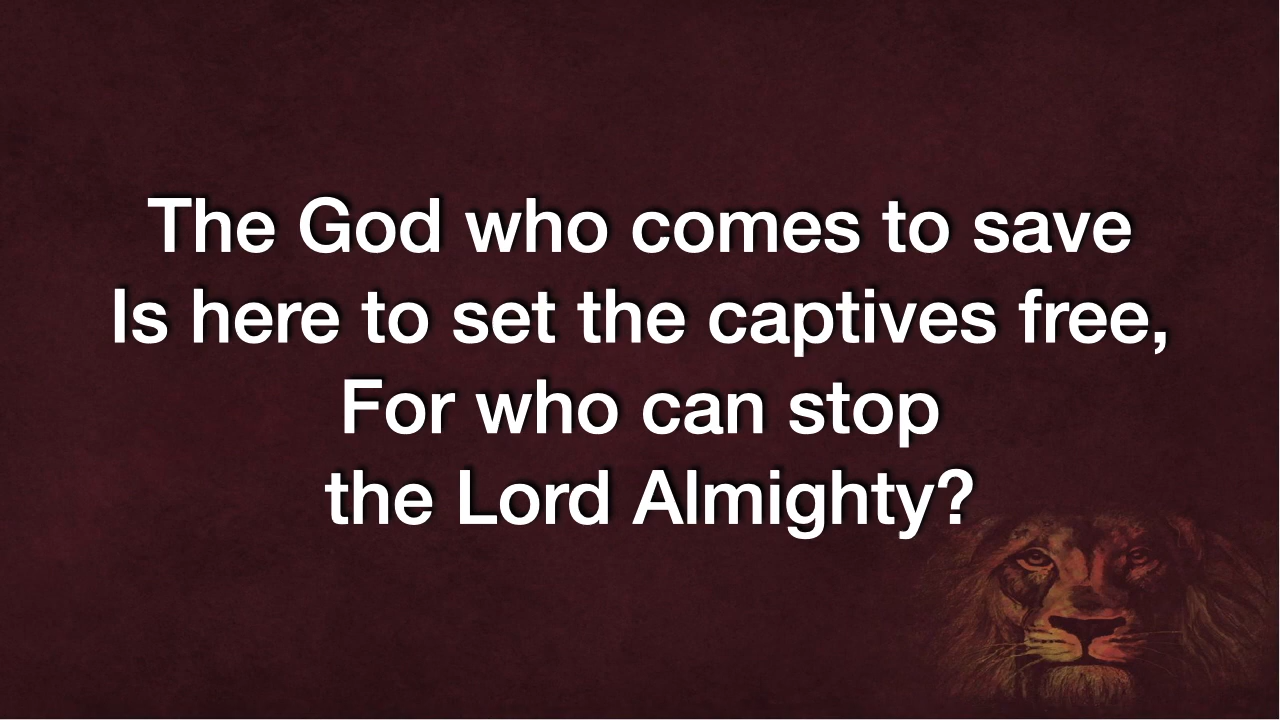 The God who comes to save
Is here to set the captives free,
For who can stop
the Lord Almighty?